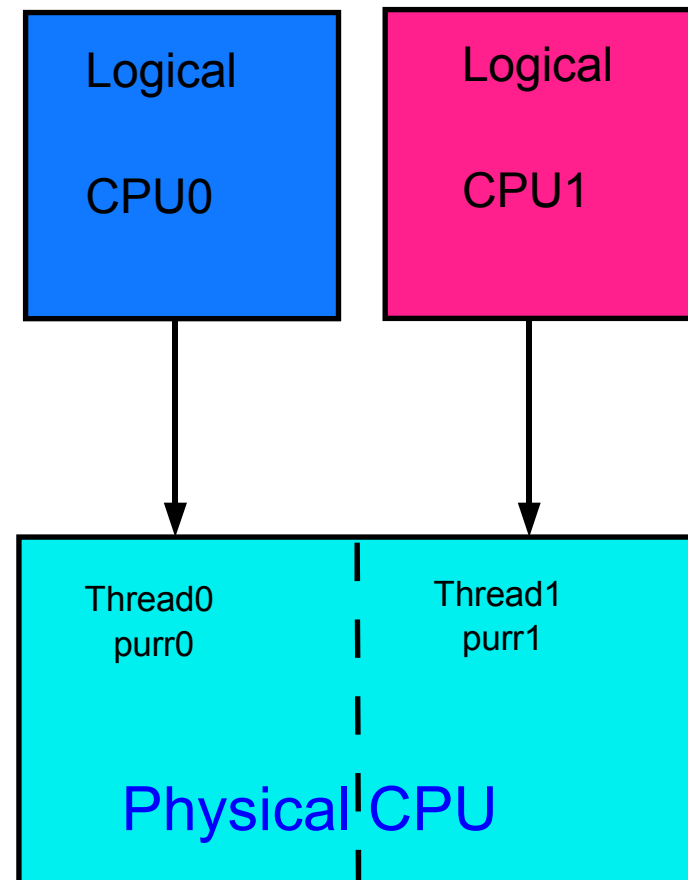 Logical
CPU0
Logical
CPU1
Thread0
purr0
Thread1
purr1
Physical CPU